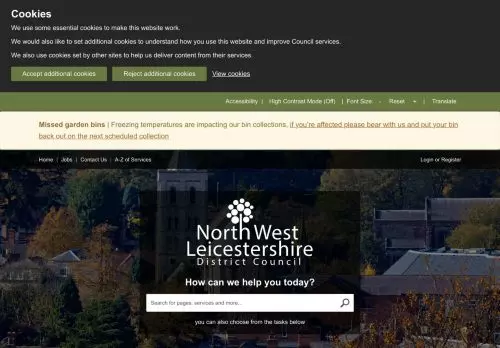 Cookies
We use some essential cookies to make this website work.
We would also like to set additional cookies to understand how you use this website and improve Council services.
We also use cookies set by other sites to help us deliver content from their services.
Accept additional cookies Reject additional cookies View cookies
Accessibility | High Contrast Mode (Off) | Font Size: - Reset + | Translate
Missed garden bins | Freezing temperatures are impacting our bin collections, if you're affected please bear with us and put your bin
back out on the next scheduled collection
Home | Jobs | Contact Us | A-Z of Services Login or Register
North West
Leicestershire
District Council
How can we help you today?
Search for pages, services and more...
you can also choose from the tasks below